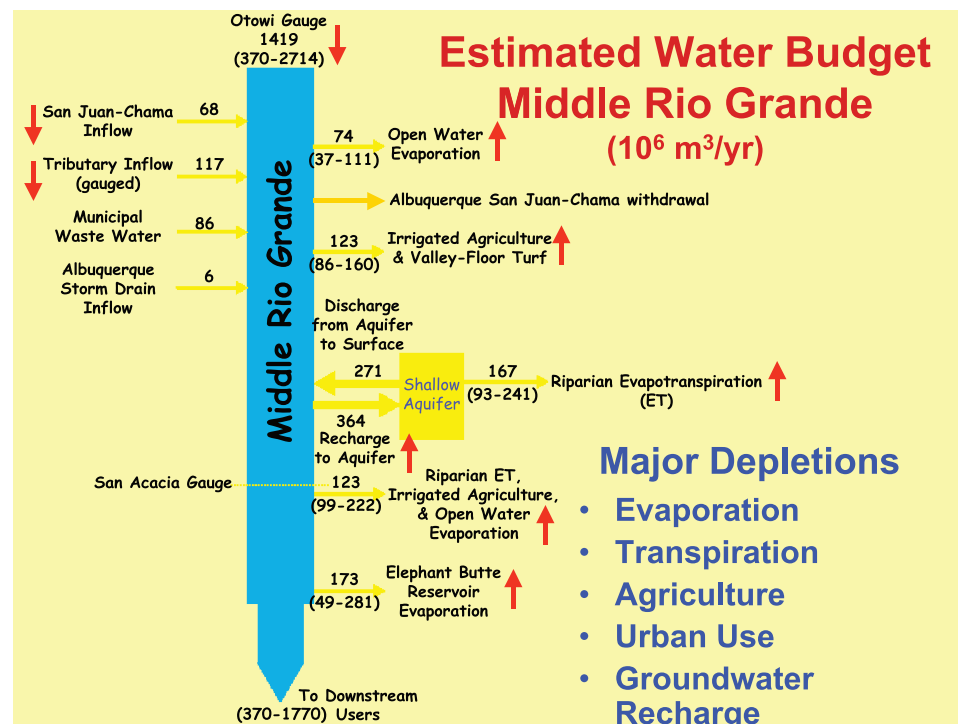 Otowi Gauge
1419
(370-2714)
Estimated Water Budget
Middle Rio Grande
(10⁶ m³/yr)
San Juan-Chama
Inflow
68
Tributary Inflow
(gauged)
117
Municipal
Waste Water
86
Albuquerque
Storm Drain
Inflow
6
Middle Rio Grande
74
(37-111)
Open Water
Evaporation
Albuquerque San Juan-Chama withdrawal
123
(86-160)
Irrigated Agriculture
& Valley-Floor Turf
Discharge
from Aquifer
to Surface
271
Shallow
Aquifer
167
(93-241)
Riparian Evapotranspiration
(ET)
364
Recharge
to Aquifer
San Acacia Gauge
123
(99-222)
Riparian ET,
Irrigated Agriculture,
& Open Water
Evaporation
173
(49-281)
Elephant Butte
Reservoir
Evaporation
To Downstream
(370-1770) Users
Major Depletions
• Evaporation
• Transpiration
• Agriculture
• Urban Use
• Groundwater
Recharge